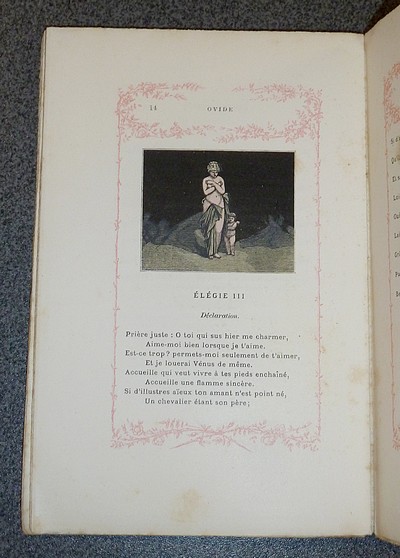 18
OVIDE
ÉLÉGIE III
Déclaration.
Prière juste : O toi qui sus hier me charmer,
Aime-moi bien lorsque je t'aime.
Est-ce trop? permets-moi seulement de t'aimer,
Et je louerai Vénus de même.
Accueille qui veut vivre à tes pieds enchaîné,
Accueille une flamme sincère.
Si d'illustres aïeux ton amant n'est point né,
Un chevalier étant son père;